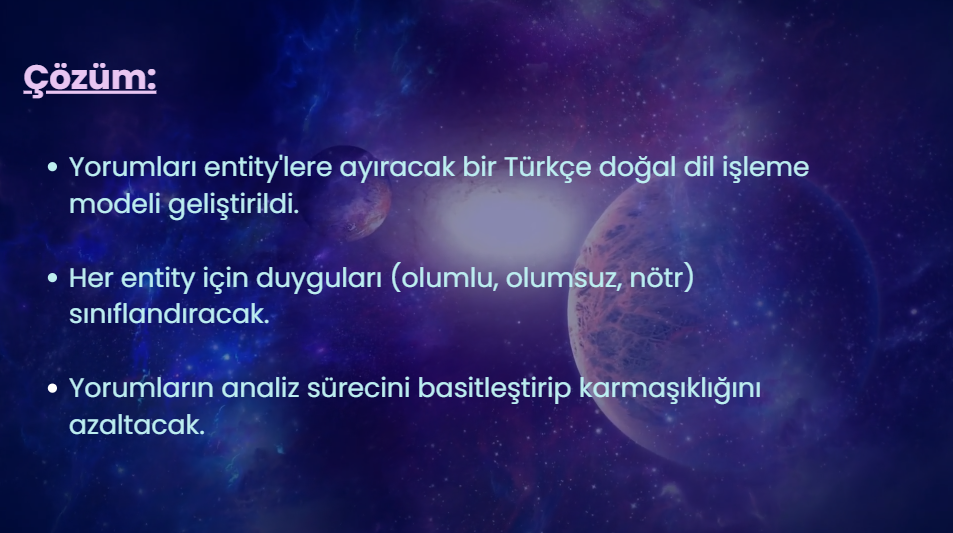 Çözüm:
• Yorumları entity'lere ayıracak bir Türkçe doğal dil işleme
modeli geliştirildi.
• Her entity için duyguları (olumlu, olumsuz, nötr)
sınıflandıracak.
• Yorumların analiz sürecini basitleştirip karmaşıklığını
azaltacak.